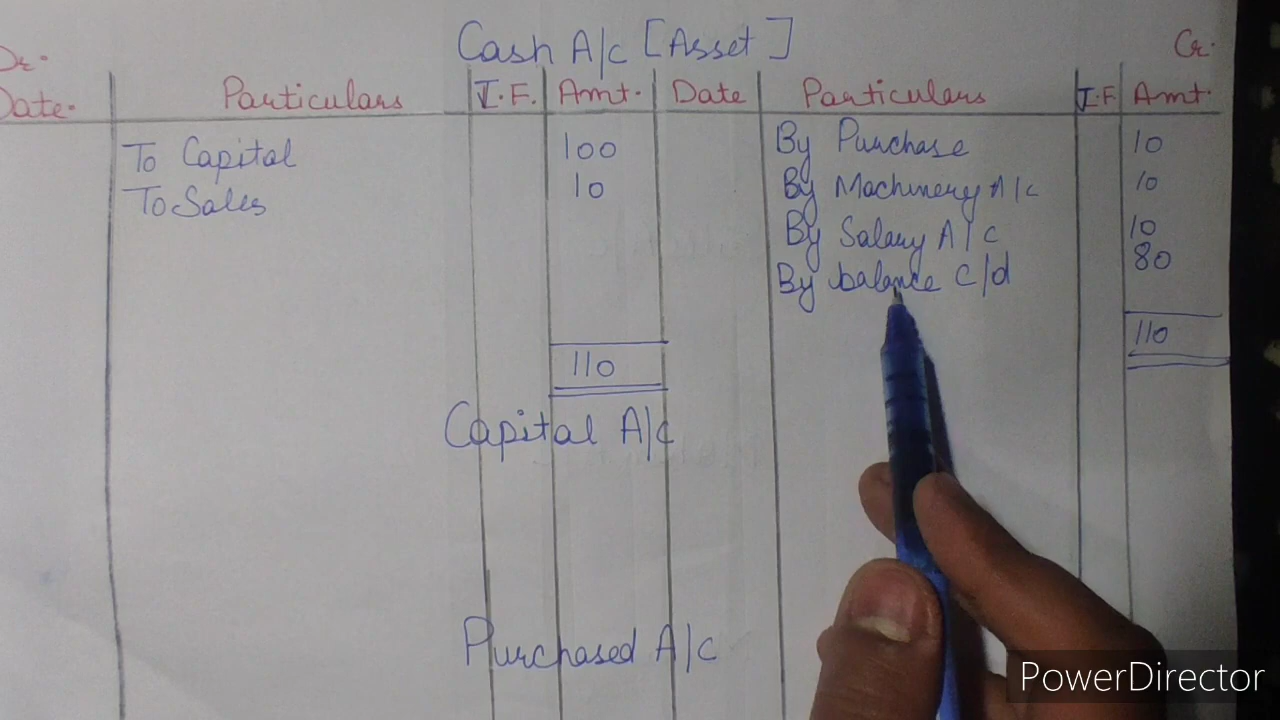 Cash A/c [Asset]
Dr. Cr.
Date. Particulars J.F. Amt. Date Particulars J.F Amt.
To Capital 100 By Purchase 10
To Sales 10 By Machinery A/c 10
By Salary A/c 10
By balance c/d 80
110 110
Capital A/c
Purchased A/c
PowerDirector